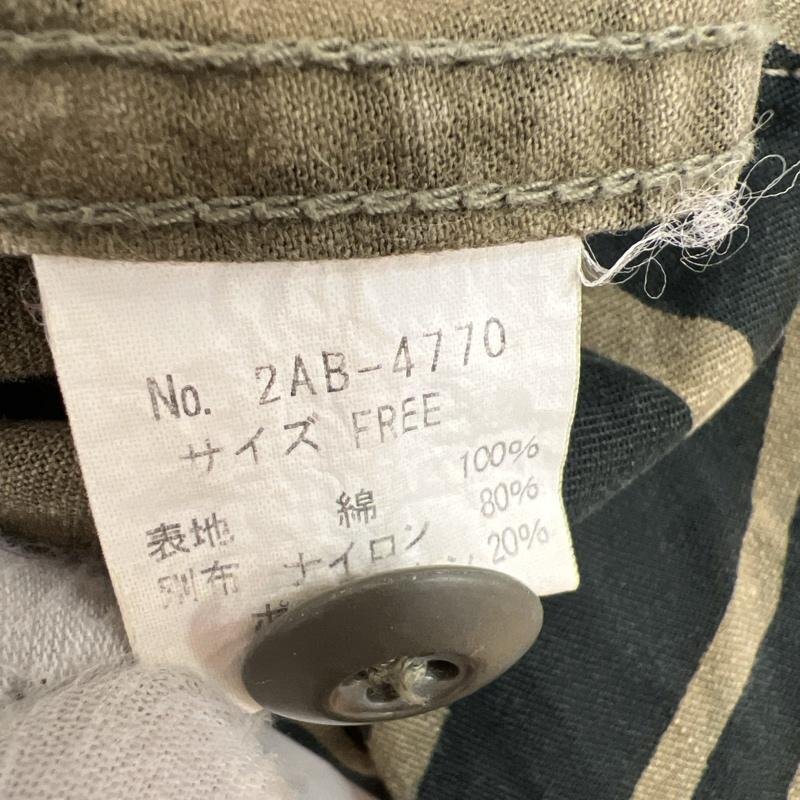 No. 2AB-4770
サイズ FREE
表地 綿 100%
別布 ナイロン 80%
20%